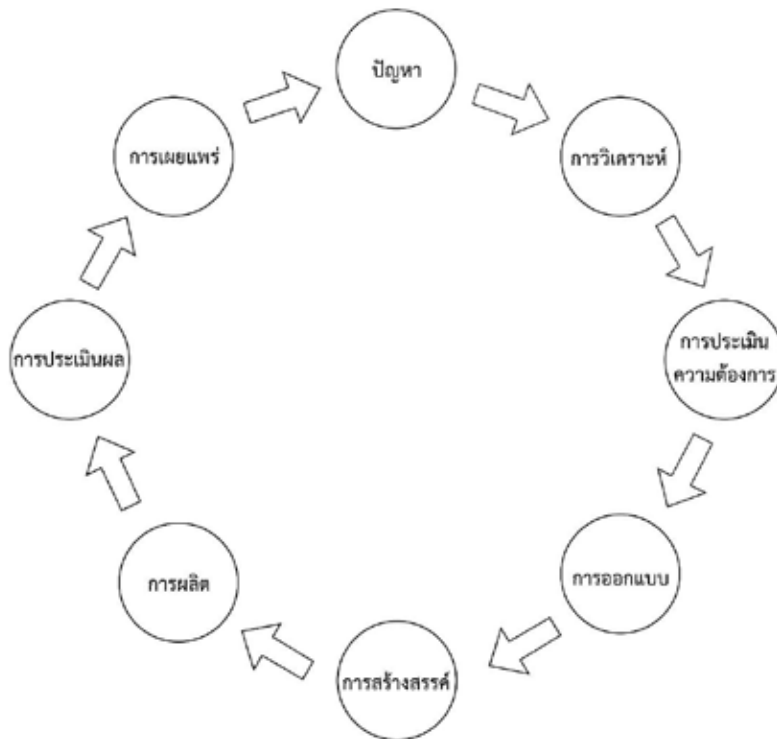 ปัญหา
การวิเคราะห์
การประเมิน
ความต้องการ
การออกแบบ
การสร้างสรรค์
การผลิต
การประเมินผล
การเผยแพร่